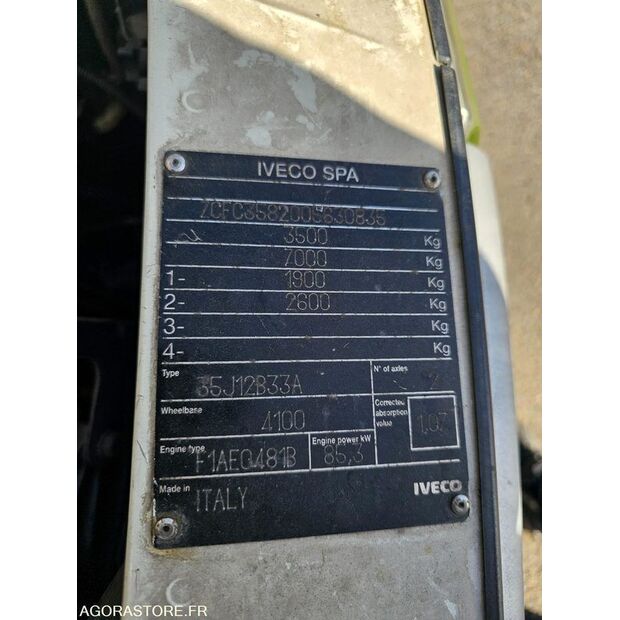 IVECO SPA
ZCFC3582005630835
3500 Kg
7000 Kg
1- 1900 Kg
2- 2600 Kg
3- Kg
4- Kg
Type 35J12B33A N° of axles 2
Wheelbase 4100 Corrected absorption value 1,07
Engine type F1AE0481B Engine power kW 85,3
Made in ITALY IVECO
AGORASTORE.FR